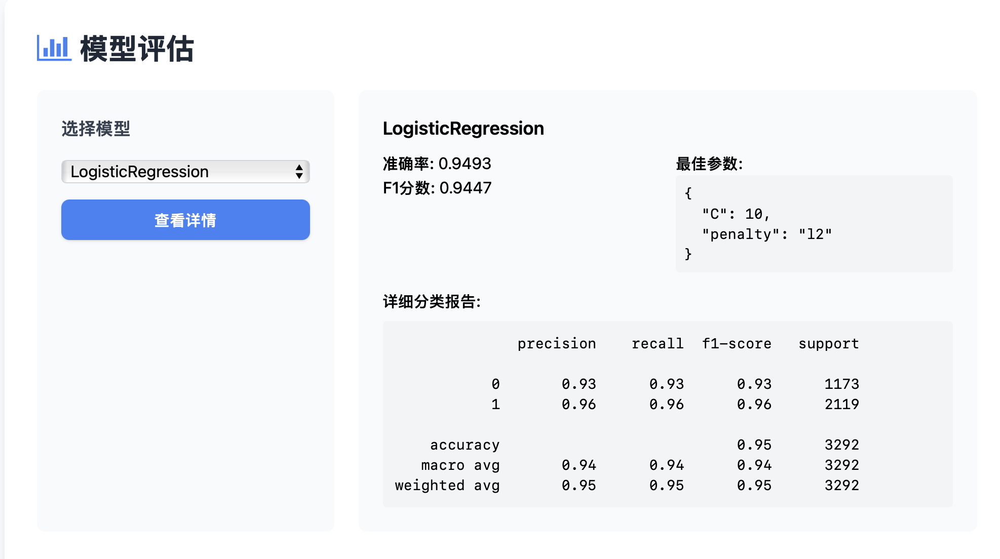 模型评估
选择模型
LogisticRegression
查看详情
LogisticRegression
准确率: 0.9493
F1分数: 0.9447
最佳参数:
{
  "C": 10,
  "penalty": "l2"
}
详细分类报告:
              precision    recall  f1-score   support
           0       0.93      0.93      0.93      1173
           1       0.96      0.96      0.96      2119
    accuracy                           0.95      3292
   macro avg       0.94      0.94      0.94      3292
weighted avg       0.95      0.95      0.95      3292